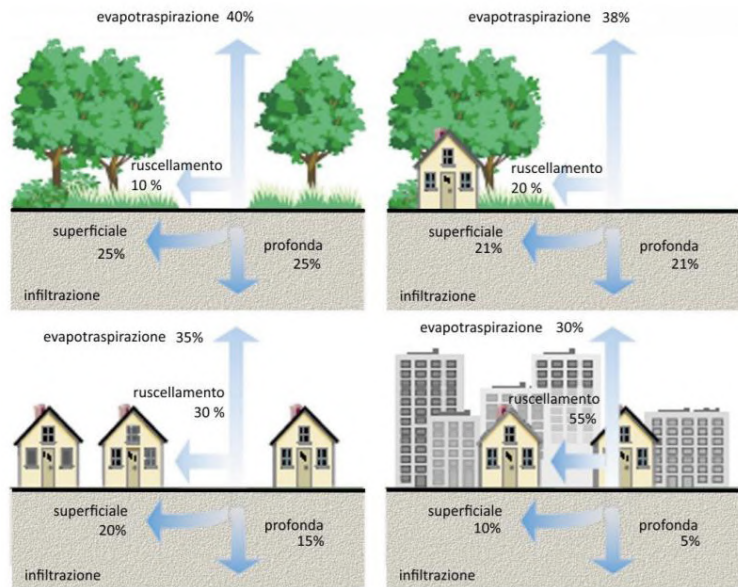 evapotraspirazione 40%
ruscellamento
10 %
superficiale
25%
profonda
25%
infiltrazione
evapotraspirazione 38%
ruscellamento
20 %
superficiale
21%
profonda
21%
infiltrazione
evapotraspirazione 35%
ruscellamento
30 %
superficiale
20%
profonda
15%
infiltrazione
evapotraspirazione 30%
ruscellamento
55%
superficiale
10%
profonda
5%
infiltrazione